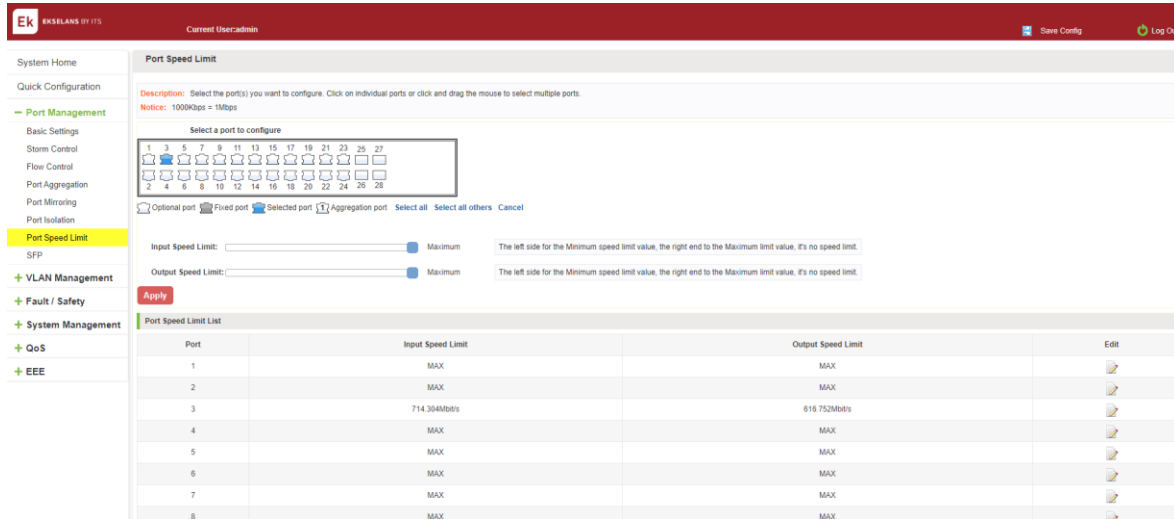 Ek EKSELANS BY ITS
Current User:admin
Save Config
Log Ou
System Home
Quick Configuration
Port Management
Basic Settings
Storm Control
Flow Control
Port Aggregation
Port Mirroring
Port Isolation
Port Speed Limit
SFP
VLAN Management
Fault / Safety
System Management
QoS
EEE
Port Speed Limit
Description: Select the port(s) you want to configure. Click on individual ports or click and drag the mouse to select multiple ports.
Notice: 1000Kbps = 1Mbps
Select a port to configure
1 3 5 7 9 11 13 15 17 19 21 23 25 27
2 4 6 8 10 12 14 16 18 20 22 24 26 28
Optional port Fixed port Selected port 1 Aggregation port Select all Select all others Cancel
Input Speed Limit: Maximum The left side for the Minimum speed limit value, the right end to the Maximum limit value, it's no speed limit.
Output Speed Limit: Maximum The left side for the Minimum speed limit value, the right end to the Maximum limit value, it's no speed limit.
Apply
Port Speed Limit List
Port Input Speed Limit Output Speed Limit Edit
1 MAX MAX
2 MAX MAX
3 714.304Mbit/s 616.752Mbit/s
4 MAX MAX
5 MAX MAX
6 MAX MAX
7 MAX MAX
8 MAX MAX